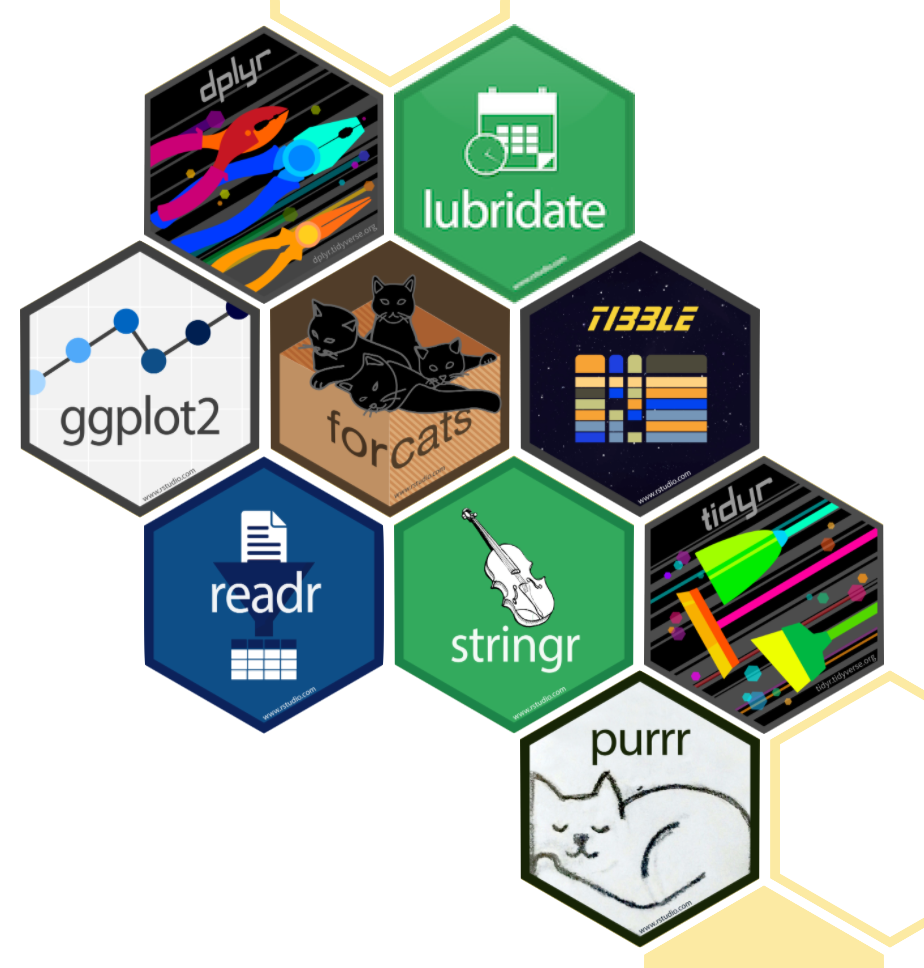 dplyr
dplyr.tidyverse.org
lubridate
www.rstudio.com
ggplot2
www.rstudio.com
forcats
www.rstudio.com
TIBBLE
www.rstudio.com
readr
www.rstudio.com
stringr
www.rstudio.com
tidyr
tidyr.tidyverse.org
purrr
www.rstudio.com